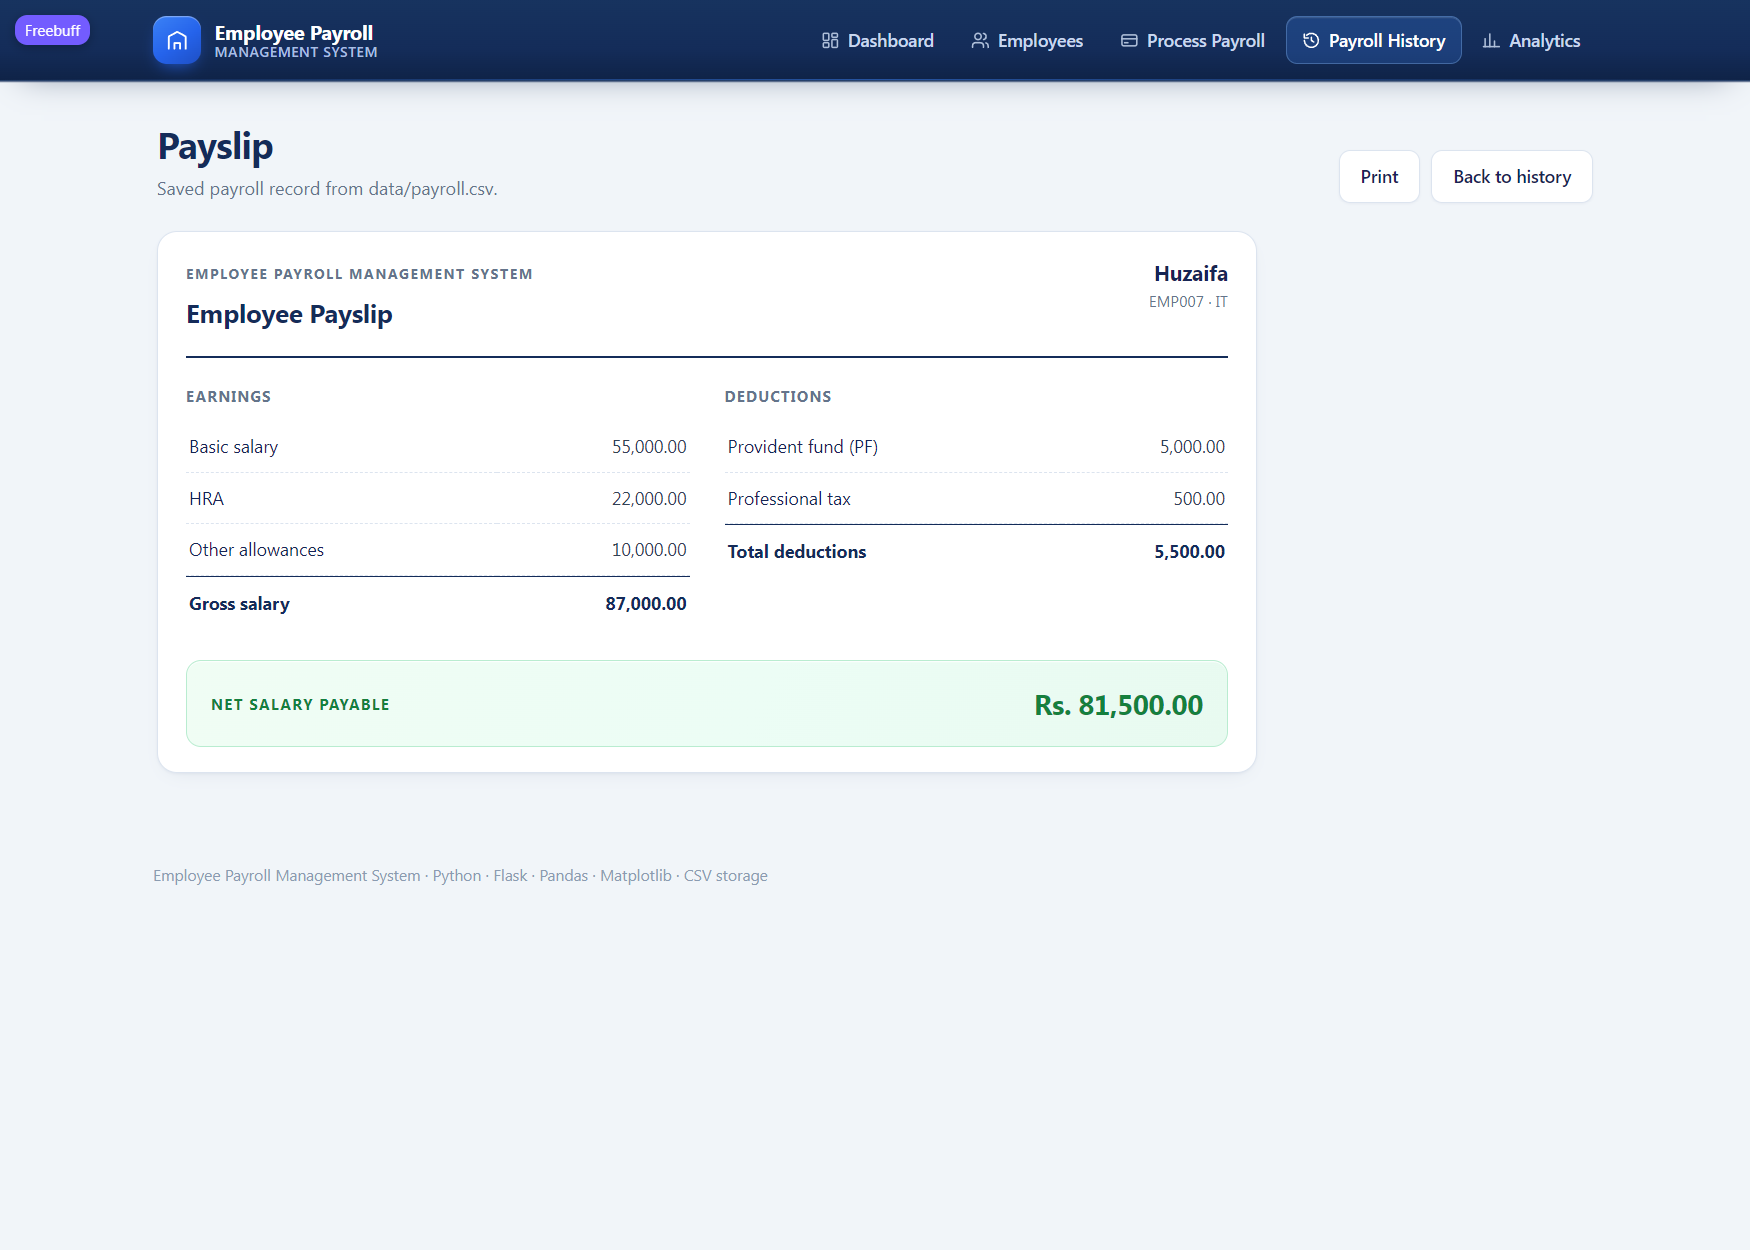 Freebuff
Employee Payroll
MANAGEMENT SYSTEM
Dashboard
Employees
Process Payroll
Payroll History
Analytics
Payslip
Saved payroll record from data/payroll.csv.
Print
Back to history
EMPLOYEE PAYROLL MANAGEMENT SYSTEM
Employee Payslip
Huzaifa
EMP007 · IT
EARNINGS
Basic salary 55,000.00
HRA 22,000.00
Other allowances 10,000.00
Gross salary 87,000.00
DEDUCTIONS
Provident fund (PF) 5,000.00
Professional tax 500.00
Total deductions 5,500.00
NET SALARY PAYABLE Rs. 81,500.00
Employee Payroll Management System · Python · Flask · Pandas · Matplotlib · CSV storage